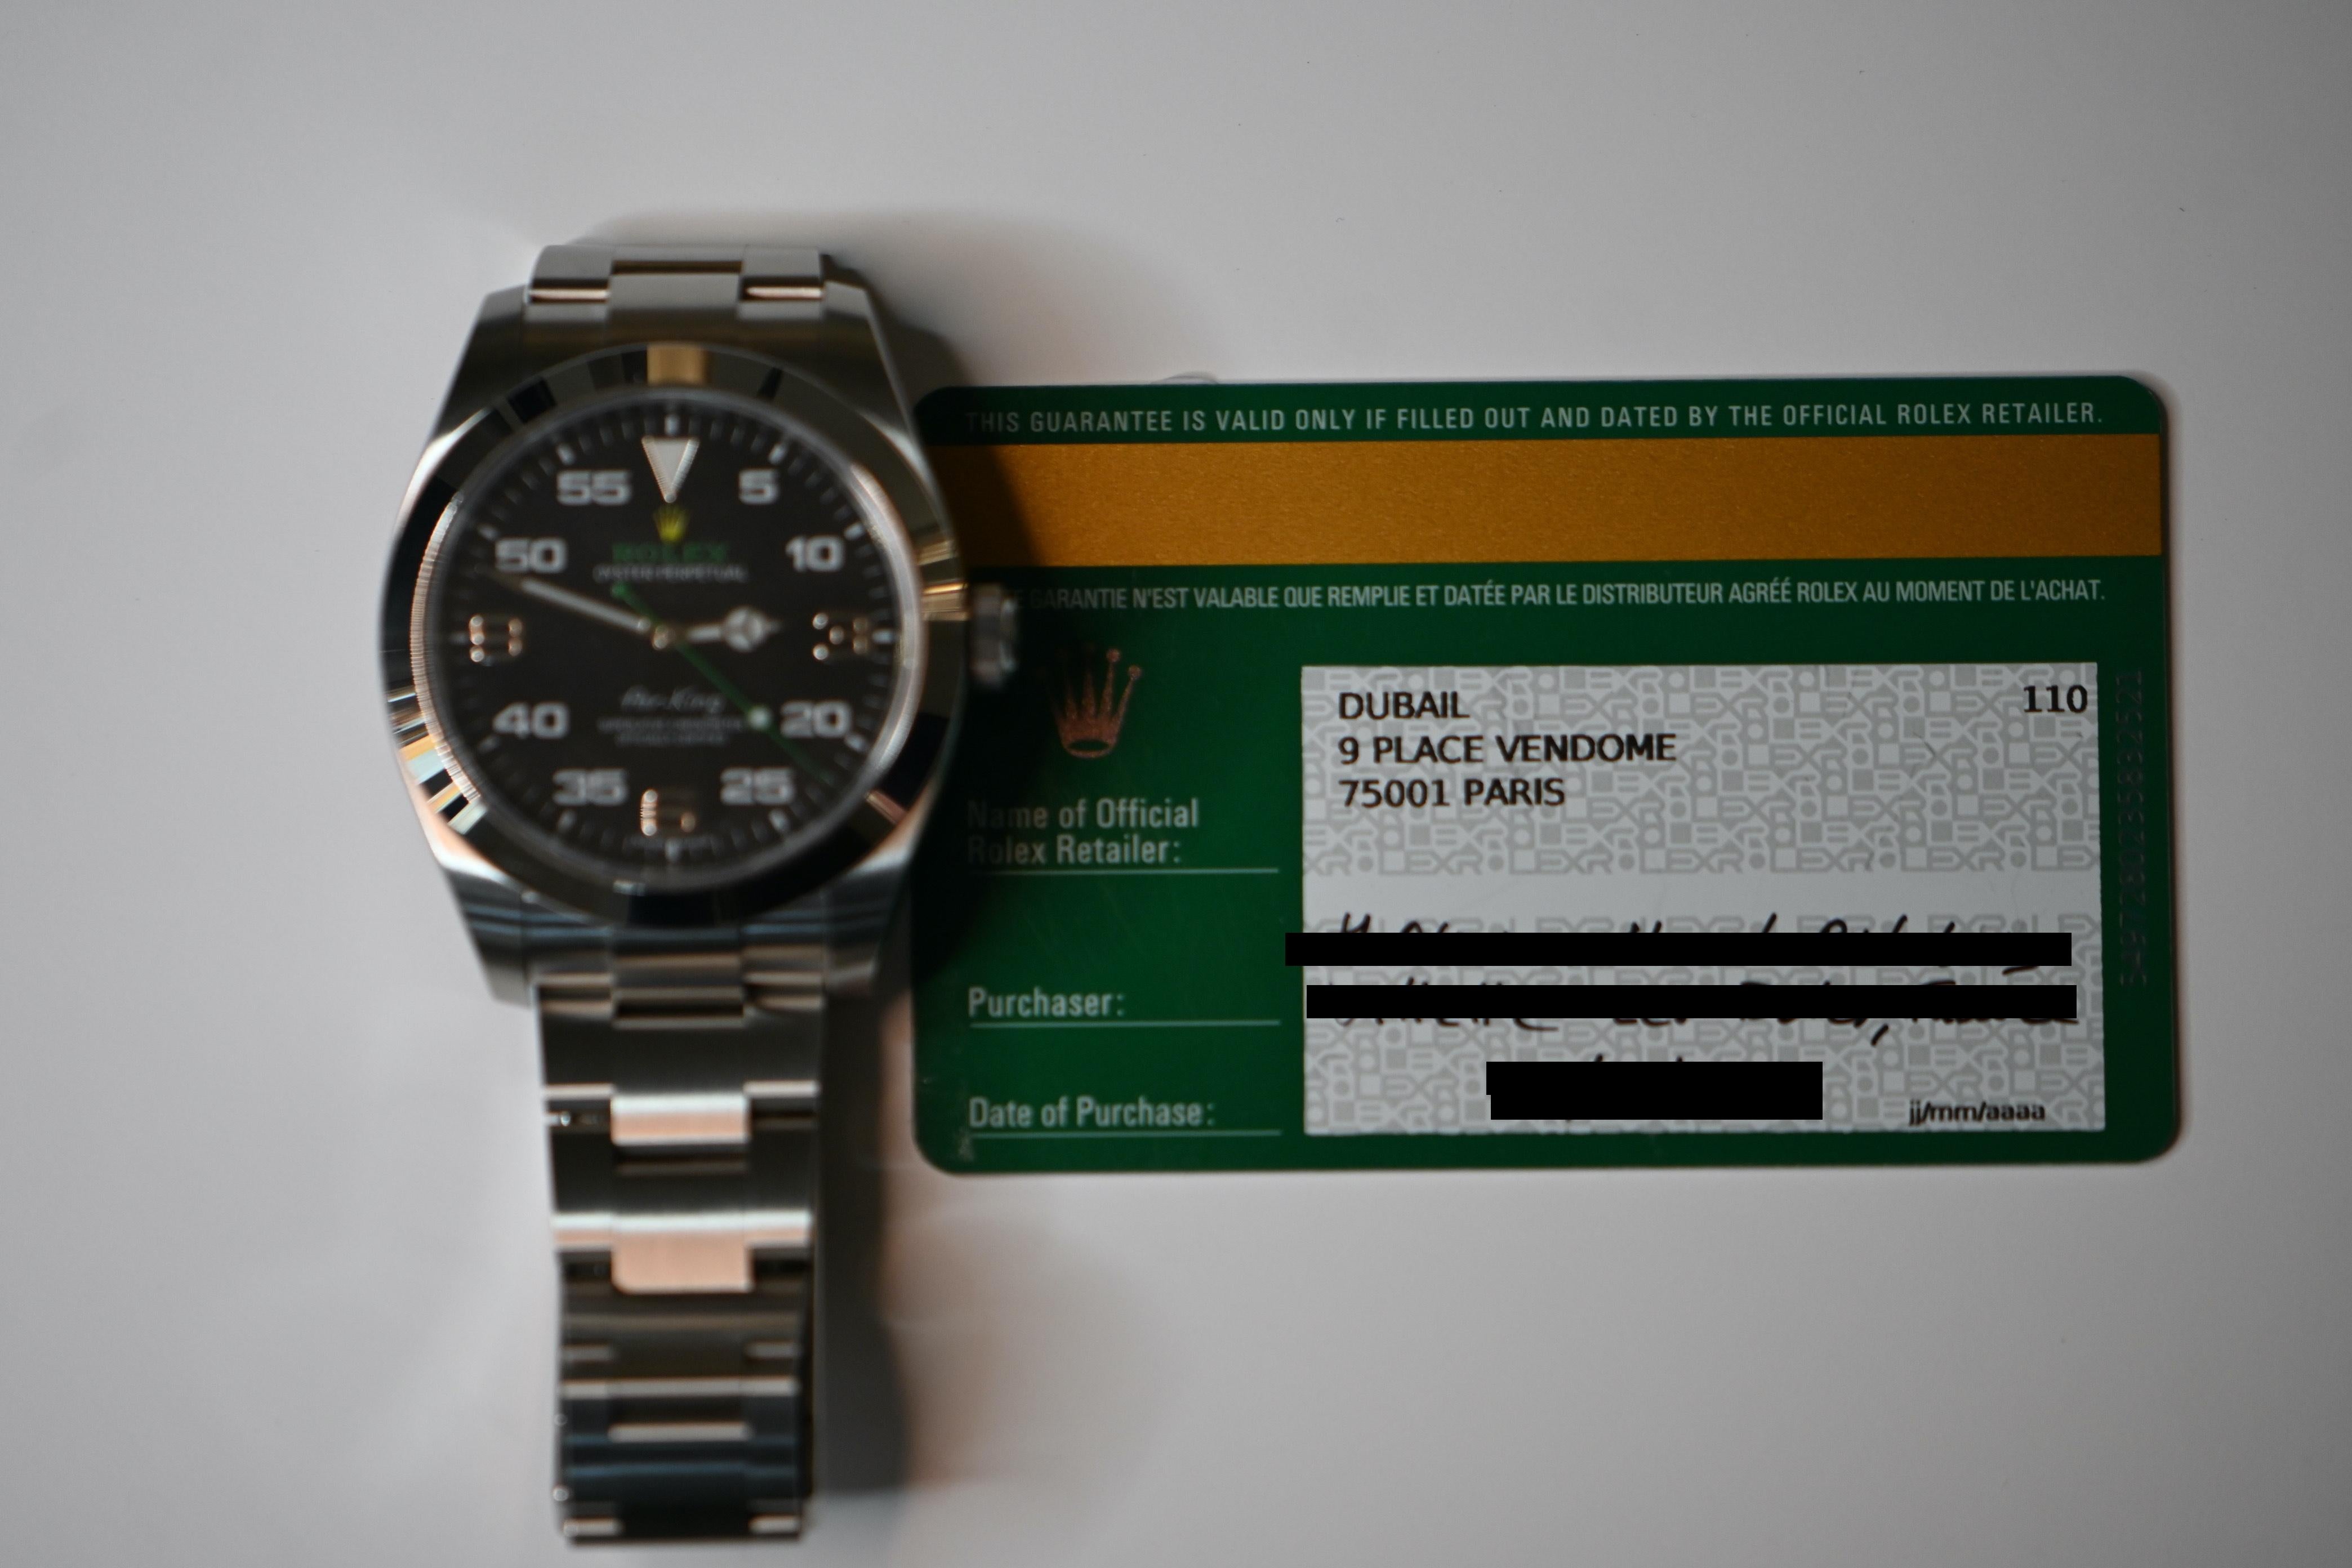 55 5
50 10
ROLEX
OYSTER PERPETUAL
9 3
Air-King
40 20
35 25
6
THIS GUARANTEE IS VALID ONLY IF FILLED OUT AND DATED BY THE OFFICIAL ROLEX RETAILER.
GARANTIE N'EST VALABLE QUE REMPLIE ET DATÉE PAR LE DISTRIBUTEUR AGRÉÉ ROLEX AU MOMENT DE L'ACHAT.
Name of Official
Rolex Retailer:
DUBAIL 110
9 PLACE VENDOME
75001 PARIS
Purchaser:
Date of Purchase:
jj/mm/aaaa